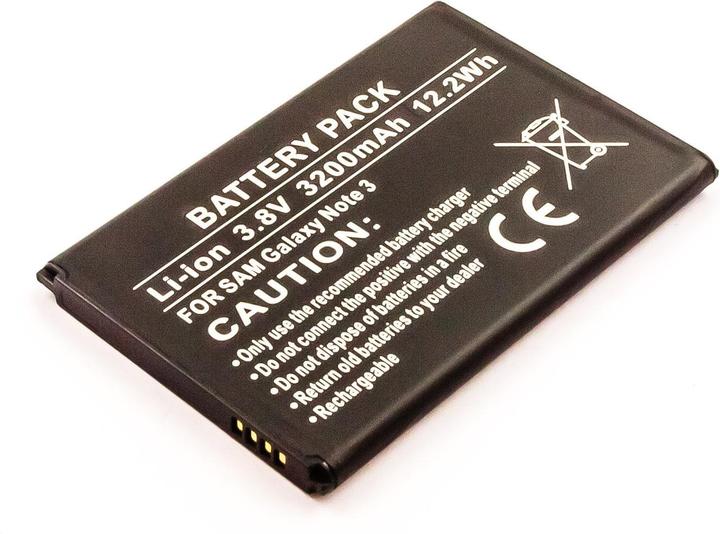 BATTERY PACK
Li-ion 3.8V 3200mAh 12.2Wh
FOR SAM Galaxy Note 3
CAUTION:
•Only use the recommended battery charger
•Do not connect the positive with the negative terminal
•Do not dispose of batteries in a fire
•Return old batteries to your dealer
•Rechargeable
CE